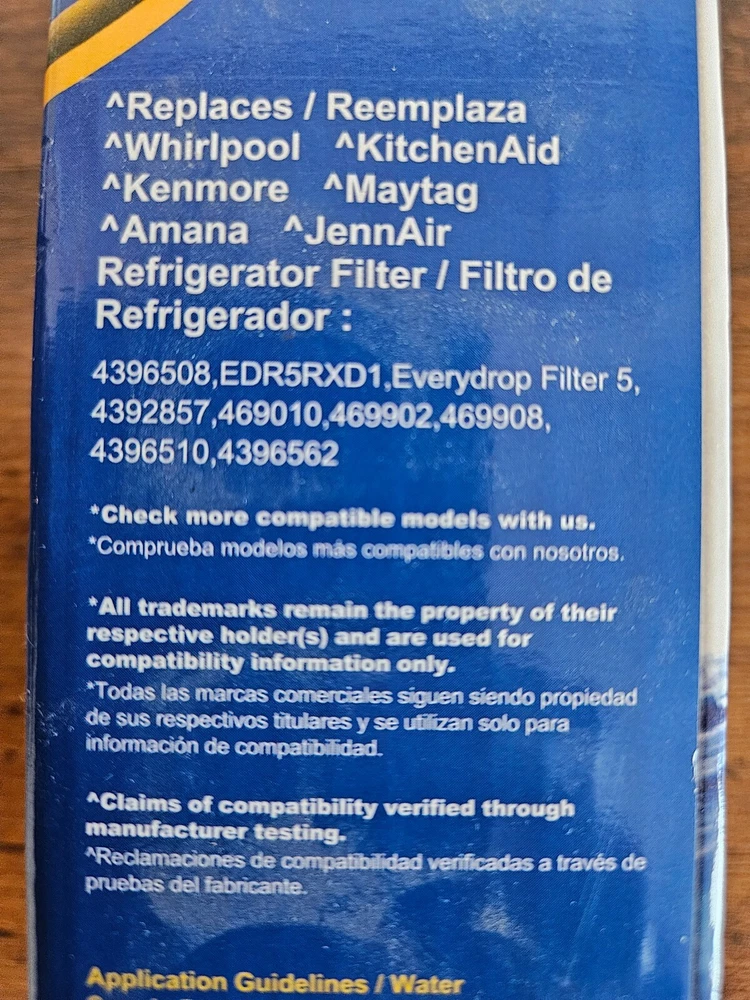 ^Replaces / Reemplaza
^Whirlpool ^KitchenAid
^Kenmore ^Maytag
^Amana ^JennAir
Refrigerator Filter / Filtro de
Refrigerador :
4396508,EDR5RXD1,Everydrop Filter 5,
4392857,469010,469902,469908,
4396510,4396562
*Check more compatible models with us.
*Comprueba modelos más compatibles con nosotros.
*All trademarks remain the property of their
respective holder(s) and are used for
compatibility information only.
*Todas las marcas comerciales siguen siendo propiedad
de sus respectivos titulares y se utilizan solo para
información de compatibilidad.
^Claims of compatibility verified through
manufacturer testing.
^Reclamaciones de compatibilidad verificadas a través de
pruebas del fabricante.
Application Guidelines / Water